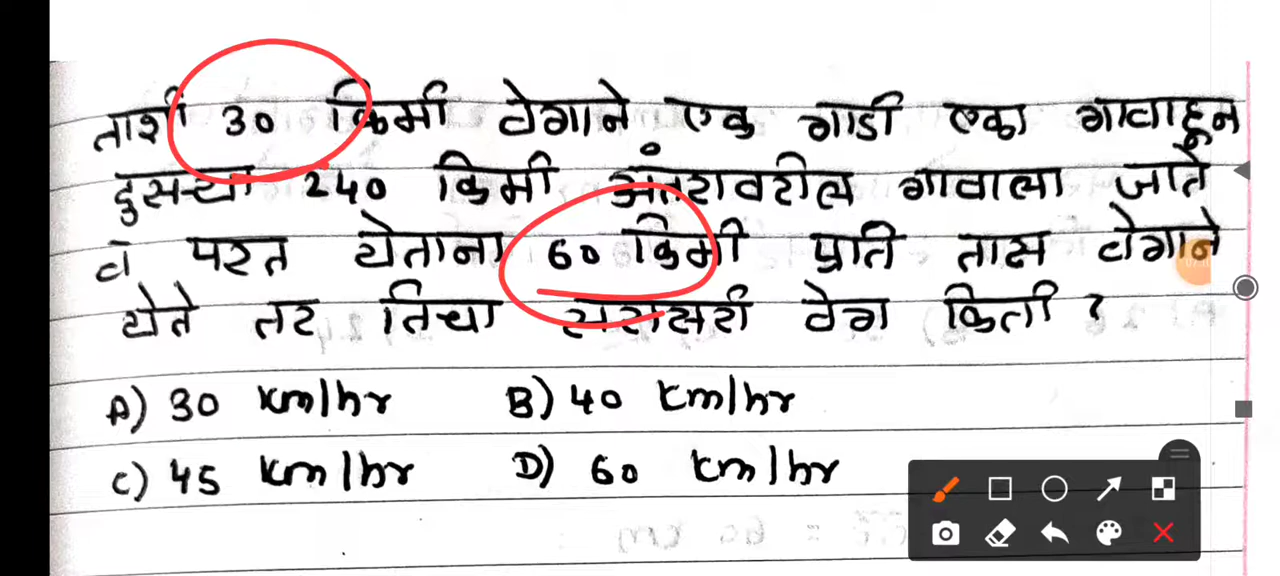 ताशी 30 किमी वेगाने एक गाडी एका गावाहून
दुसऱ्या 240 किमी अंतरावरील गावाला जाते
व परत येताना 60 किमी प्रति तास वेगाने
येते तर तिचा सरासरी वेग किती ?
A) 30 km/hr B) 40 km/hr
C) 45 km/hr D) 60 km/hr